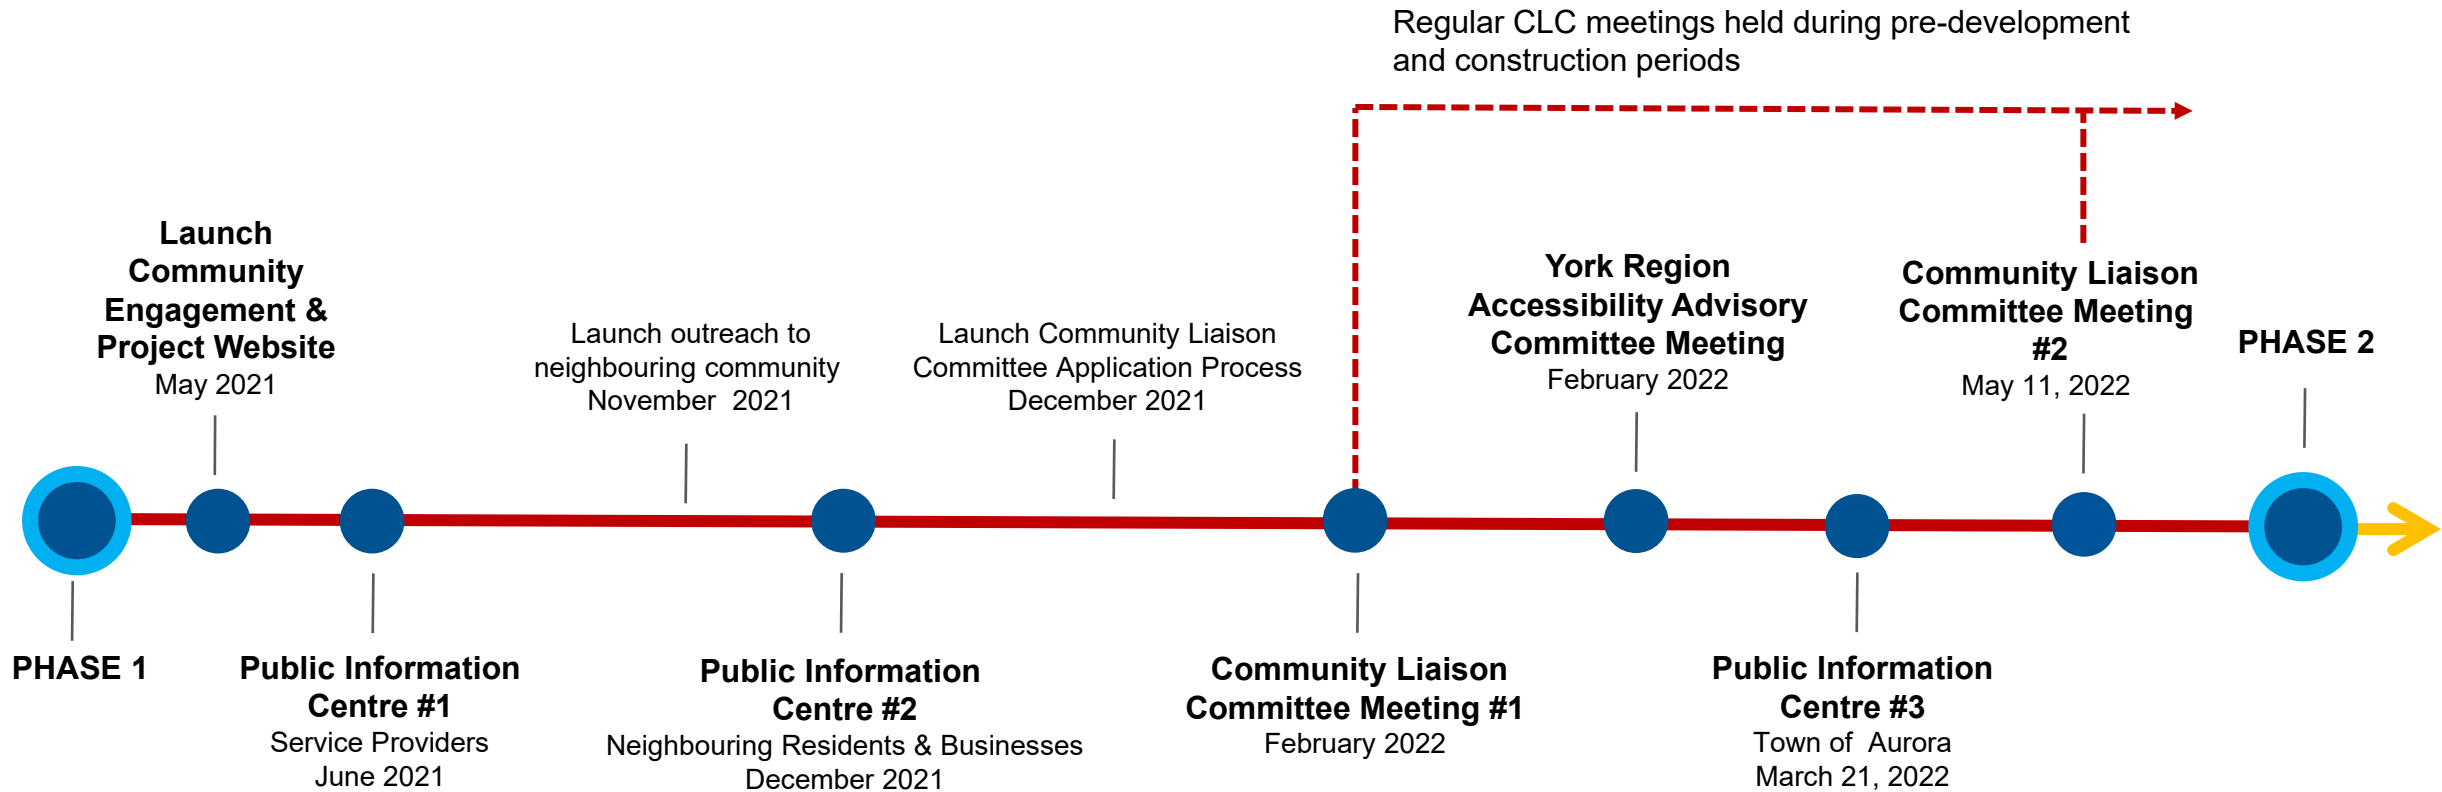 Regular CLC meetings held during pre-development
and construction periods
Launch
Community
Engagement &
Project Website
May 2021
Launch outreach to
neighbouring community
November  2021
Launch Community Liaison
Committee Application Process
December 2021
York Region
Accessibility Advisory
Committee Meeting
February 2022
Community Liaison
Committee Meeting
#2
May 11, 2022
PHASE 2
PHASE 1
Public Information
Centre #1
Service Providers
June 2021
Public Information
Centre #2
Neighbouring Residents & Businesses
December 2021
Community Liaison
Committee Meeting #1
February 2022
Public Information
Centre #3
Town of  Aurora
March 21, 2022